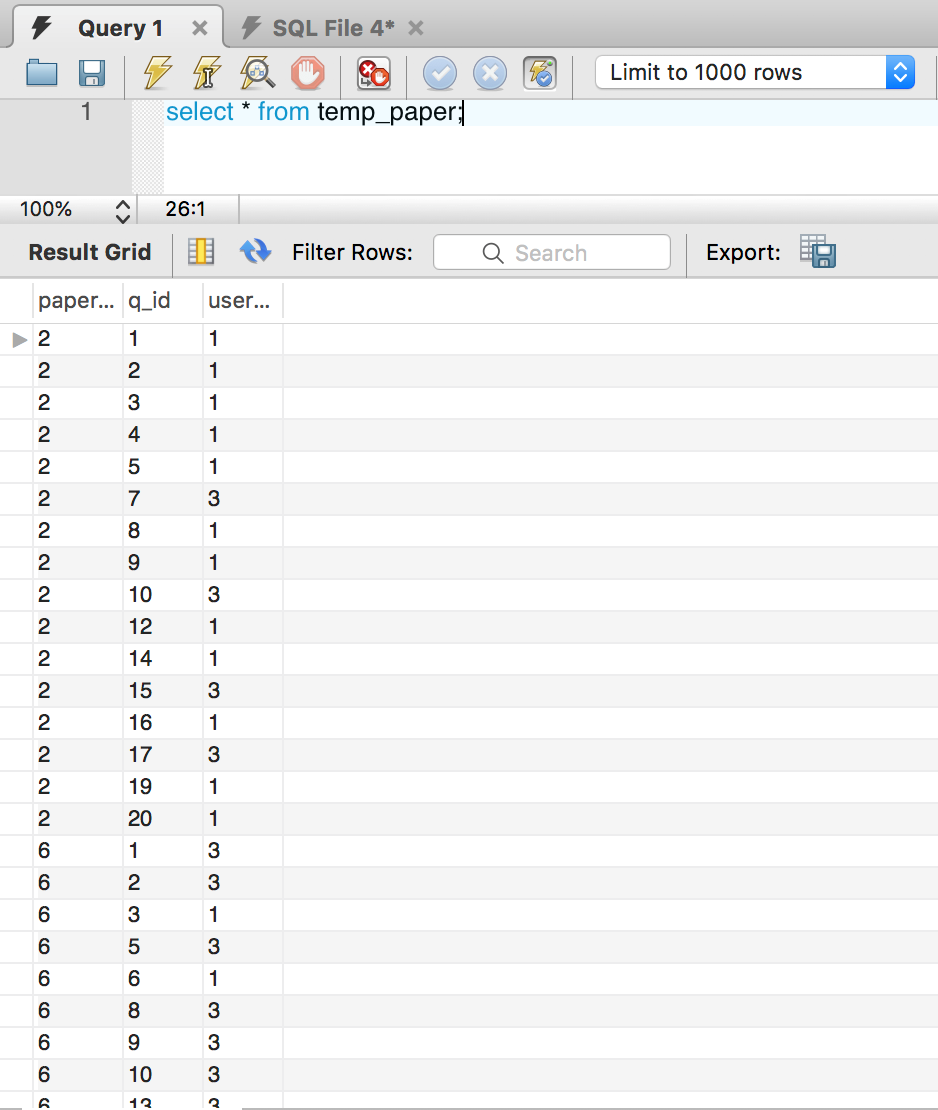 Query 1 SQL File 4*
Limit to 1000 rows
1 select * from temp_paper;
100% 26:1
Result Grid Filter Rows: Search Export:
paper... q_id user...
2 1 1
2 2 1
2 3 1
2 4 1
2 5 1
2 7 3
2 8 1
2 9 1
2 10 3
2 12 1
2 14 1
2 15 3
2 16 1
2 17 3
2 19 1
2 20 1
6 1 3
6 2 3
6 3 1
6 5 3
6 6 1
6 8 3
6 9 3
6 10 3
6 13 3